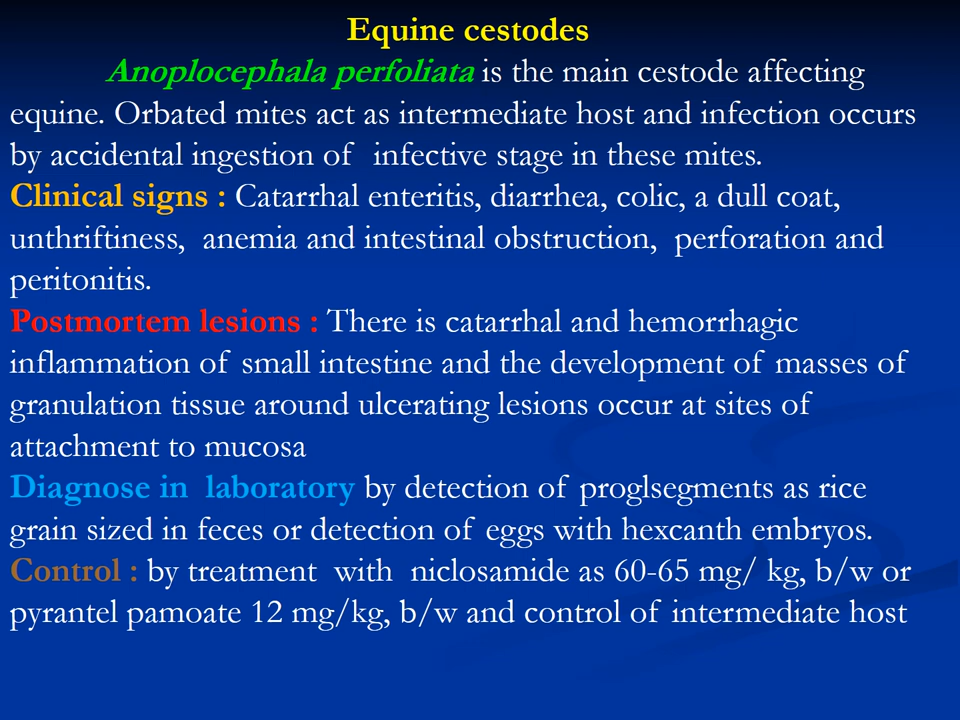 Equine cestodes
Anoplocephala perfoliata is the main cestode affecting
equine. Orbated mites act as intermediate host and infection occurs
by accidental ingestion of infective stage in these mites.
Clinical signs : Catarrhal enteritis, diarrhea, colic, a dull coat,
unthriftiness, anemia and intestinal obstruction, perforation and
peritonitis.
Postmortem lesions : There is catarrhal and hemorrhagic
inflammation of small intestine and the development of masses of
granulation tissue around ulcerating lesions occur at sites of
attachment to mucosa
Diagnose in laboratory by detection of proglsegments as rice
grain sized in feces or detection of eggs with hexcanth embryos.
Control : by treatment with niclosamide as 60-65 mg/ kg, b/w or
pyrantel pamoate 12 mg/kg, b/w and control of intermediate host